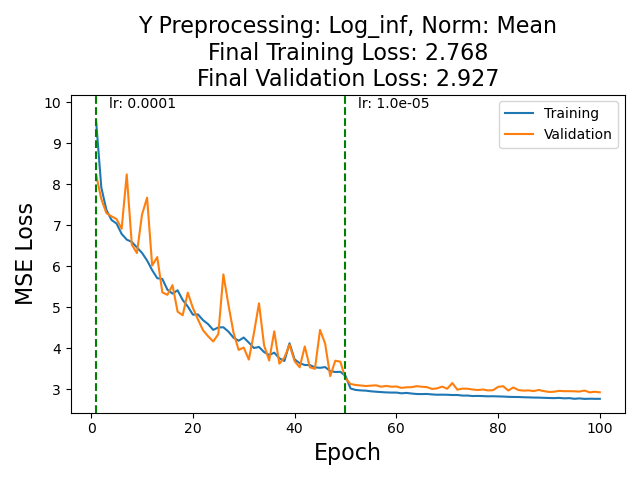 Y Preprocessing: Log_inf, Norm: Mean
Final Training Loss: 2.768
Final Validation Loss: 2.927
lr: 0.0001
lr: 1.0e-05
Training
Validation
MSE Loss
10
9
8
7
6
5
4
3
0
20
40
60
80
100
Epoch